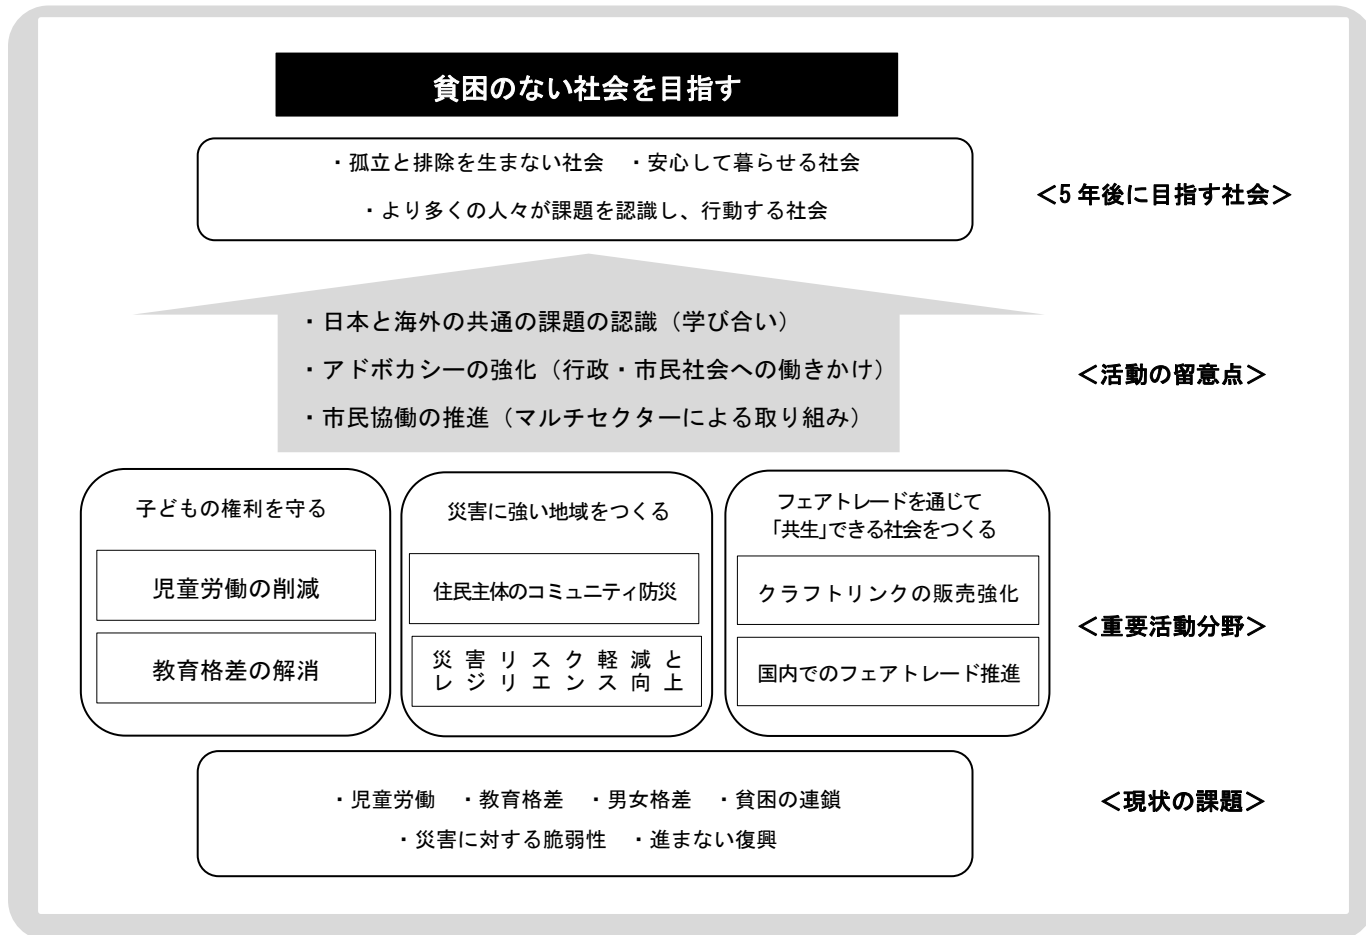 貧困のない社会を目指す
・孤立と排除を生まない社会　・安心して暮らせる社会
・より多くの人々が課題を認識し、行動する社会
＜5 年後に目指す社会＞
・日本と海外の共通の課題の認識（学び合い）
・アドボカシーの強化（行政・市民社会への働きかけ）
・市民協働の推進（マルチセクターによる取り組み）
＜活動の留意点＞
子どもの権利を守る
児童労働の削減
教育格差の解消
災害に強い地域をつくる
住民主体のコミュニティ防災
災害リスク軽減と
レジリエンス向上
フェアトレードを通じて
「共生」できる社会をつくる
クラフトリンクの販売強化
国内でのフェアトレード推進
＜重要活動分野＞
・児童労働　・教育格差　・男女格差　・貧困の連鎖
・災害に対する脆弱性　・進まない復興
＜現状の課題＞